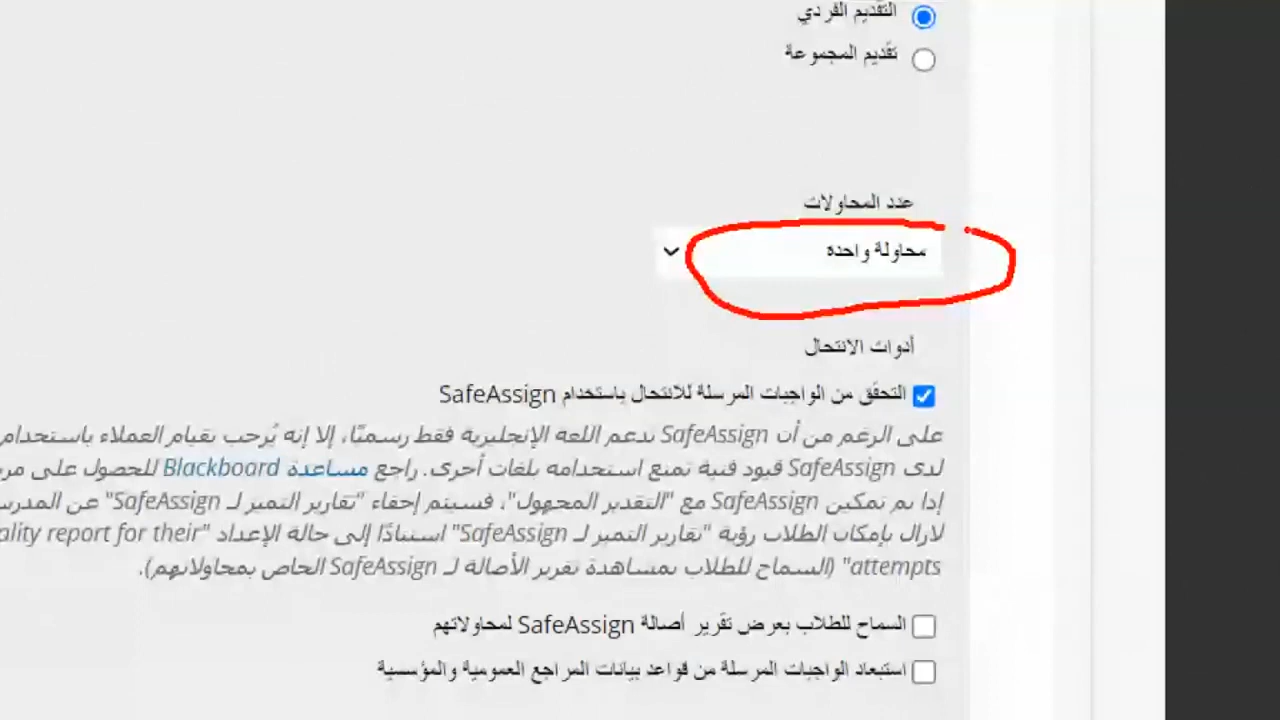 التقديم الفردي
تقديم المجموعة
عدد المحاولات
محاولة واحدة
أدوات الانتحال
التحقق من الواجبات المرسلة للانتحال باستخدام SafeAssign
على الرغم من أن SafeAssign تدعم اللغة الإنجليزية فقط رسميًا، إلا إنه يُرحب بقيام العملاء باستخدام
لدى SafeAssign قيود فنية تمنع استخدامه بلغات أخرى. راجع مساعدة Blackboard للحصول على
إذا تم تمكين SafeAssign مع "التقدير المجهول"، فسيتم إخفاء "تقارير التميز لـ SafeAssign" عن
لازال بإمكان الطلاب رؤية "تقارير التميز لـ SafeAssign" استنادًا إلى حالة الإعداد "ality report for their
attempts" (السماح للطلاب بمشاهدة تقرير الأصالة لـ SafeAssign الخاص بمحاولاتهم).
السماح للطلاب بعرض تقرير أصالة SafeAssign لمحاولاتهم
استبعاد الواجبات المرسلة من قواعد بيانات المراجع العمومية والمؤسسية